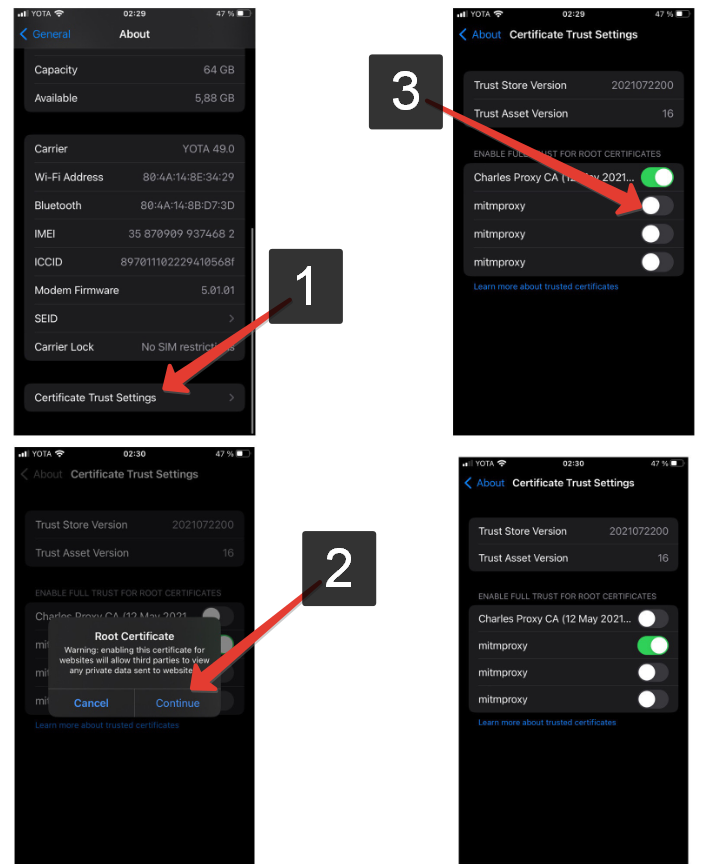 YOTA 02:29 47 %
General About
Capacity 64 GB
Available 5,88 GB
Carrier YOTA 49.0
Wi-Fi Address 80:4A:14:8E:34:29
Bluetooth 80:4A:14:8B:D7:3D
IMEI 35 870909 937468 2
ICCID 897011102229410568f
Modem Firmware 5.01.01
SEID
Carrier Lock No SIM restrictions
Certificate Trust Settings
1
YOTA 02:29 47 %
About Certificate Trust Settings
3
Trust Store Version 2021072200
Trust Asset Version 16
ENABLE FULL TRUST FOR ROOT CERTIFICATES
Charles Proxy CA (12 May 2021...
mitmproxy
mitmproxy
mitmproxy
Learn more about trusted certificates
YOTA 02:30 47 %
About Certificate Trust Settings
Trust Store Version 2021072200
Trust Asset Version 16
ENABLE FULL TRUST FOR ROOT CERTIFICATES
Charles Proxy CA (12 May 2021
Root Certificate
Warning: enabling this certificate for
websites will allow third parties to view
any private data sent to website
Cancel Continue
Learn more about trusted certificates
2
YOTA 02:30 47 %
About Certificate Trust Settings
Trust Store Version 2021072200
Trust Asset Version 16
ENABLE FULL TRUST FOR ROOT CERTIFICATES
Charles Proxy CA (12 May 2021...
mitmproxy
mitmproxy
mitmproxy
Learn more about trusted certificates